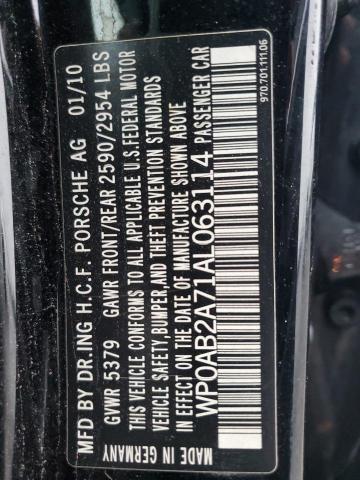 MFD BY DR.ING H.C.F. PORSCHE AG 01/10
GVWR 5379 GAWR FRONT/REAR 2590/2954 LBS
THIS VEHICLE CONFORMS TO ALL APPLICABLE U.S.FEDERAL MOTOR
VEHICLE SAFETY,BUMPER,AND THEFT PREVENTION STANDARDS
IN EFFECT ON THE DATE OF MANUFACTURE SHOWN ABOVE
WP0AB2A71AL063114 PASSENGER CAR
MADE IN GERMANY
970.701.111.06